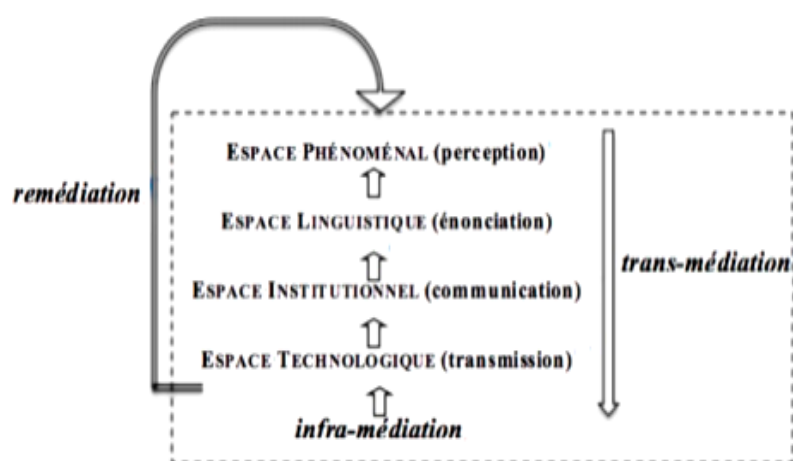 ESPACE PHÉNOMÉNAL (perception)
remédiation
ESPACE LINGUISTIQUE (énonciation)
trans-médiation
ESPACE INSTITUTIONNEL (communication)
ESPACE TECHNOLOGIQUE (transmission)
infra-médiation